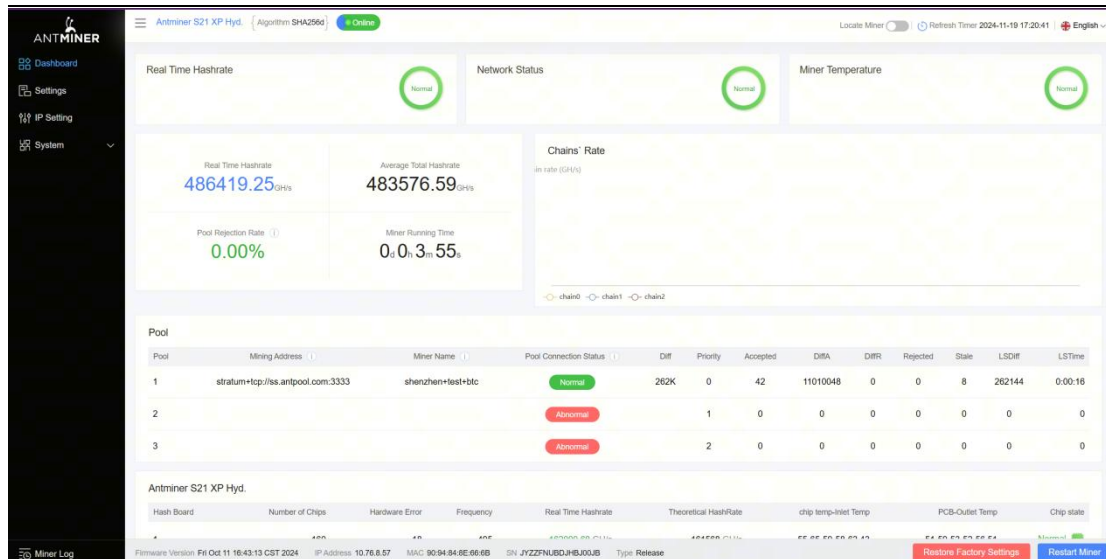 ANTMINER
Antminer S21 XP Hyd.
Algorithm SHA256d
Online
Locate Miner
Refresh Timer 2024-11-19 17:20:41
English
Dashboard
Settings
IP Setting
System
Real Time Hashrate
Normal
Network Status
Normal
Miner Temperature
Normal
Real Time Hashrate
486419.25GH/s
Average Total Hashrate
483576.59GH/s
Pool Rejection Rate
0.00%
Miner Running Time
0d 0h 3m 55s
Chains` Rate
in rate (GH/s)
chain0 chain1 chain2
Pool
Pool Mining Address Miner Name Pool Connection Status Diff Priority Accepted DiffA DiffR Rejected Stale LSDiff LSTime
1 stratum+tcp://ss.antpool.com:3333 shenzhen+test+btc Normal 262K 0 42 11010048 0 0 8 262144 0:00:16
2 Abnormal 1 0 0 0 0 0 0 0
3 Abnormal 2 0 0 0 0 0 0 0
Antminer S21 XP Hyd.
Hash Board Number of Chips Hardware Error Frequency Real Time Hashrate Theoretical HashRate chip temp-Inlet Temp PCB-Outlet Temp Chip state
Miner Log
Firmware Version Fri Oct 11 16:43:13 CST 2024 IP Address 10.76.8.57 MAC 90:94:84:8E:66:6B SN JYZZFNUBDJHBJ00JB Type Release
Restore Factory Settings
Restart Miner